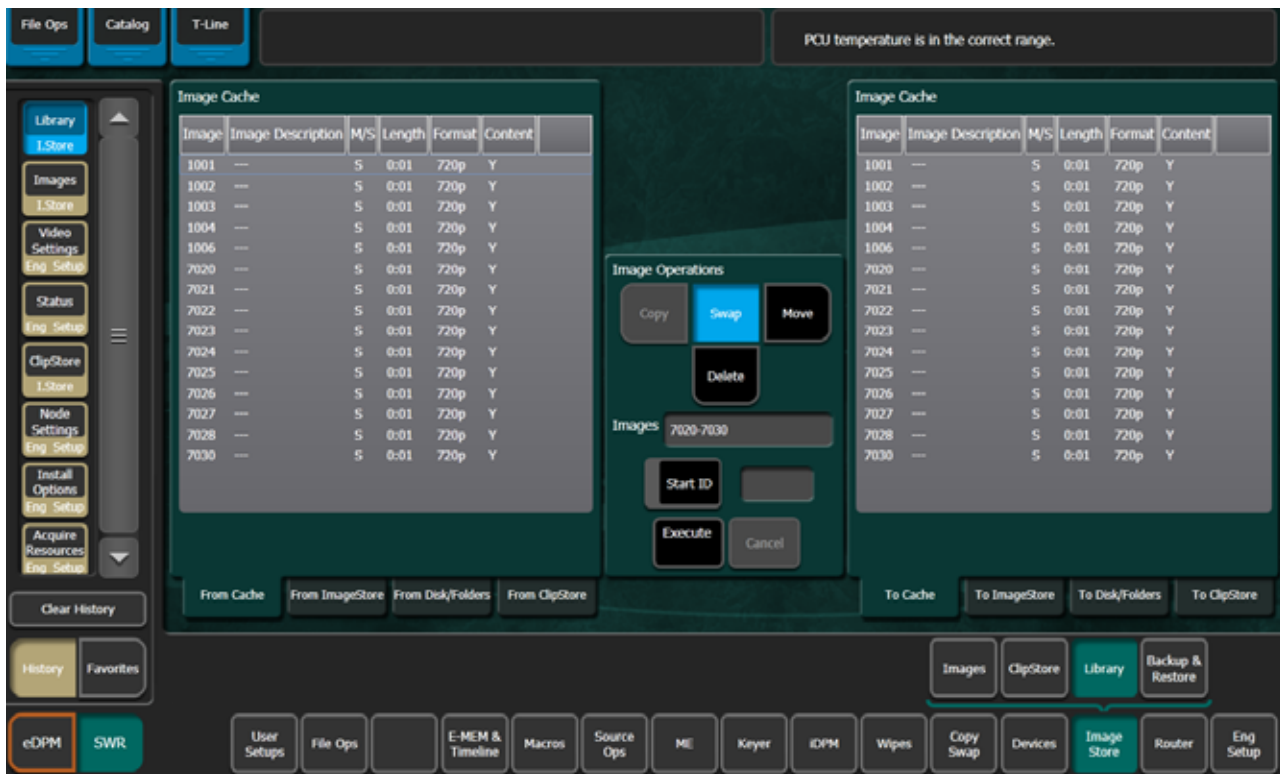 File Ops Catalog T-Line
PCU temperature is in the correct range.
Library
I.Store
Images
I.Store
Video
Settings
Eng Setup
Status
Eng Setup
ClipStore
I.Store
Node
Settings
Eng Setup
Install
Options
Eng Setup
Acquire
Resources
Eng Setup
Clear History
History Favorites
Image Cache
Image Image Description M/S Length Format Content
1001 --- S 0:01 720p Y
1002 --- S 0:01 720p Y
1003 --- S 0:01 720p Y
1004 --- S 0:01 720p Y
1006 --- S 0:01 720p Y
7020 --- S 0:01 720p Y
7021 --- S 0:01 720p Y
7022 --- S 0:01 720p Y
7023 --- S 0:01 720p Y
7024 --- S 0:01 720p Y
7025 --- S 0:01 720p Y
7026 --- S 0:01 720p Y
7027 --- S 0:01 720p Y
7028 --- S 0:01 720p Y
7030 --- S 0:01 720p Y
From Cache From ImageStore From Disk/Folders From ClipStore
Image Operations
Copy Swap Move
Delete
Images 7020-7030
Start ID
Execute Cancel
Image Cache
Image Image Description M/S Length Format Content
1001 --- S 0:01 720p Y
1002 --- S 0:01 720p Y
1003 --- S 0:01 720p Y
1004 --- S 0:01 720p Y
1006 --- S 0:01 720p Y
7020 --- S 0:01 720p Y
7021 --- S 0:01 720p Y
7022 --- S 0:01 720p Y
7023 --- S 0:01 720p Y
7024 --- S 0:01 720p Y
7025 --- S 0:01 720p Y
7026 --- S 0:01 720p Y
7027 --- S 0:01 720p Y
7028 --- S 0:01 720p Y
7030 --- S 0:01 720p Y
To Cache To ImageStore To Disk/Folders To ClipStore
Images ClipStore Library Backup &
Restore
eDPM SWR
User
Setups
File Ops
E-MEM &
Timeline
Macros
Source
Ops
ME
Keyer
iDPM
Wipes
Copy
Swap
Devices
Image
Store
Router
Eng
Setup